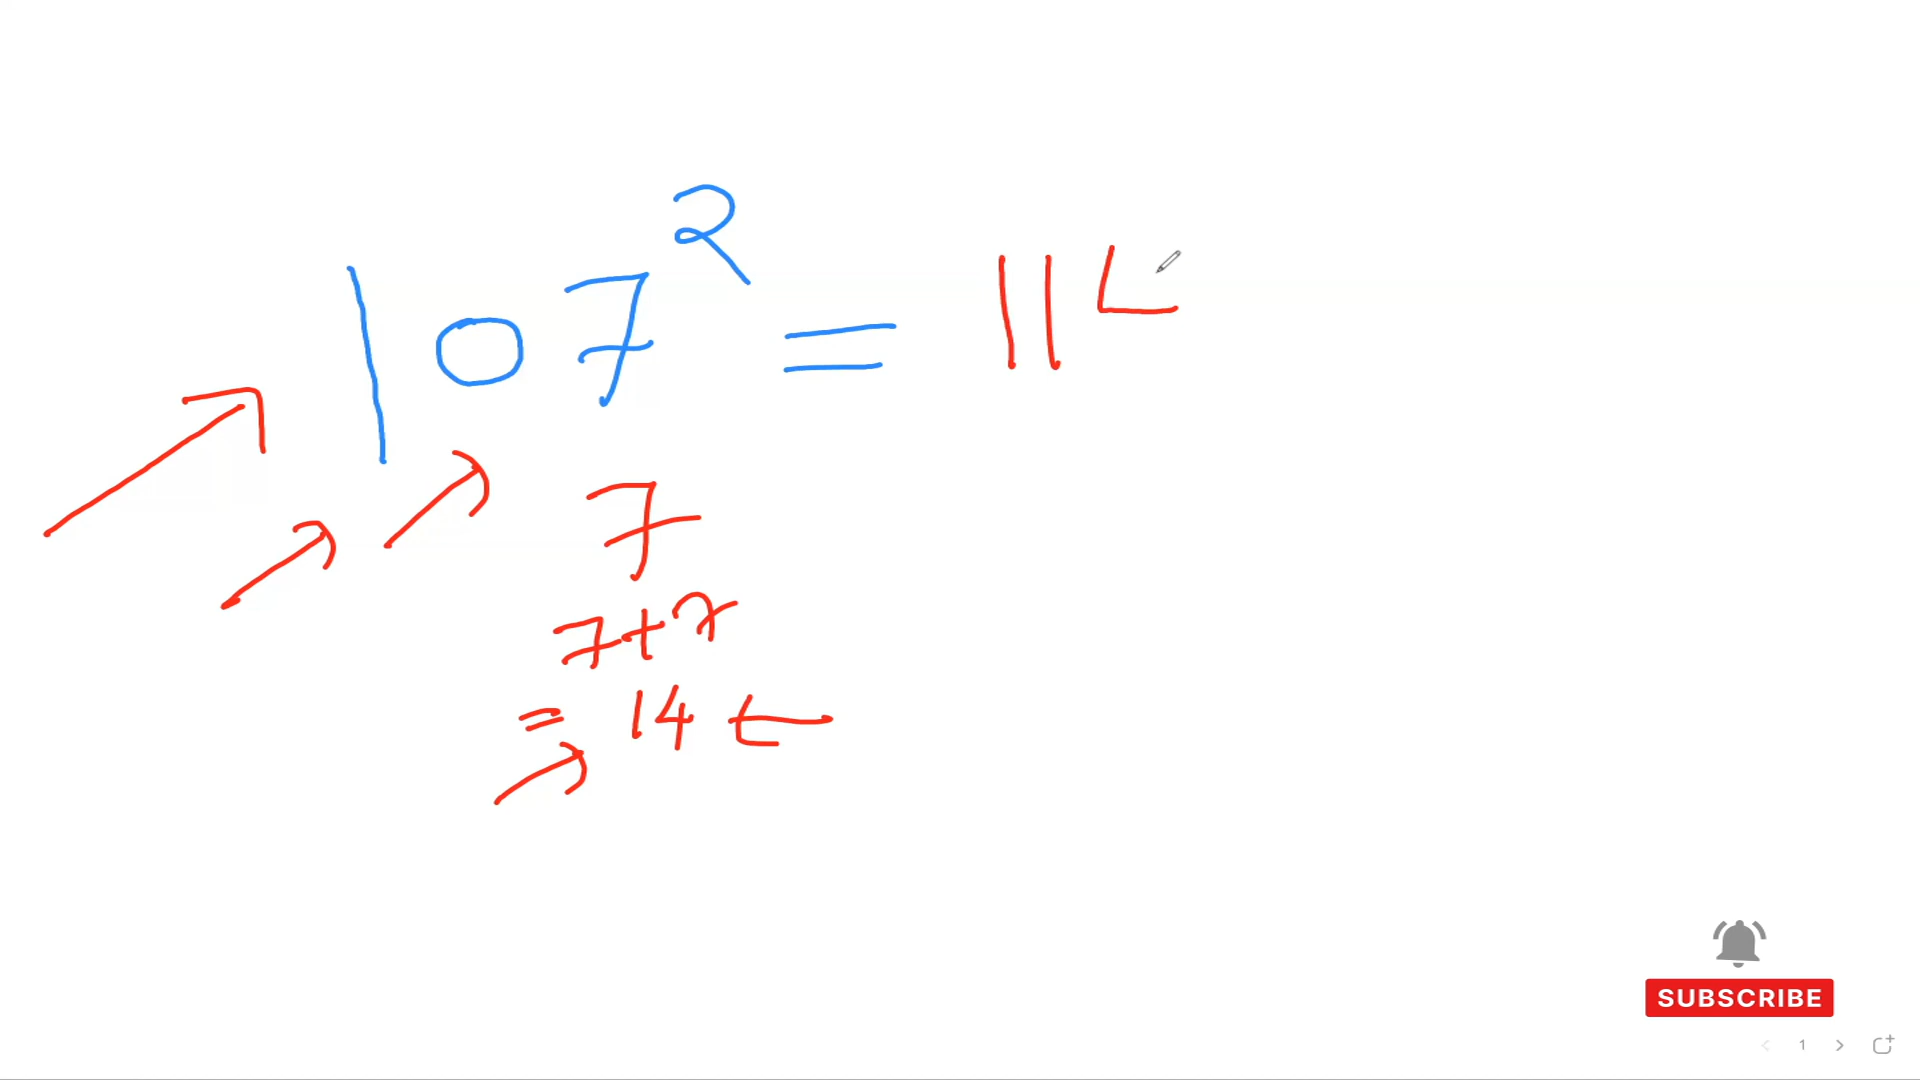 107² = 11
7
7+7
= 14
SUBSCRIBE
1